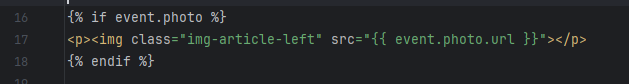 16 {% if event.photo %}
17 <p><img class="img-article-left" src="{{ event.photo.url }}"></p>
18 {% endif %}